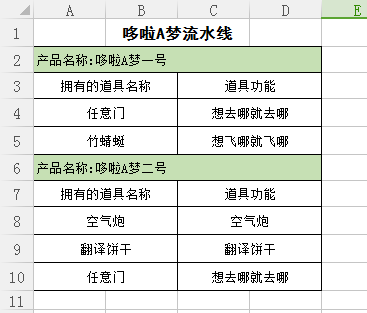 A B C D E
1 哆啦A梦流水线
2 产品名称:哆啦A梦一号
3 拥有的道具名称 道具功能
4 任意门 想去哪就去哪
5 竹蜻蜓 想飞哪就飞哪
6 产品名称:哆啦A梦二号
7 拥有的道具名称 道具功能
8 空气炮 空气炮
9 翻译饼干 翻译饼干
10 任意门 想去哪就去哪
11